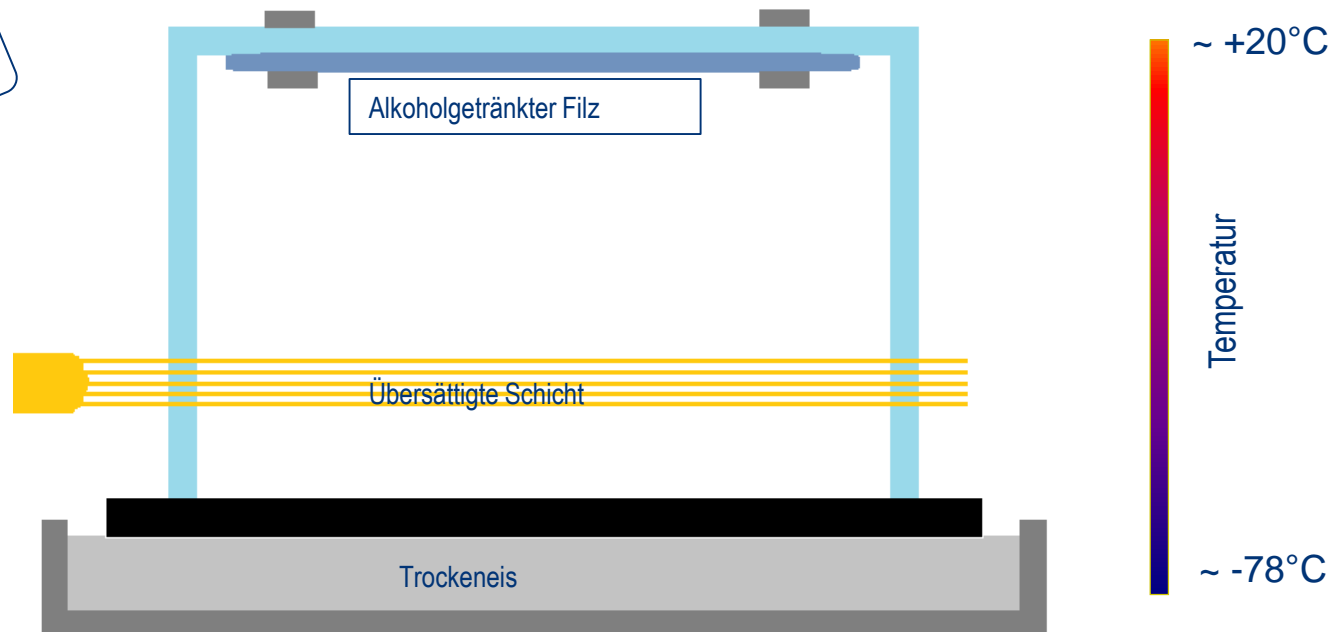 ~ +20°C
Alkoholgetränkter Filz
Temperatur
Übersättigte Schicht
Trockeneis
~ -78°C